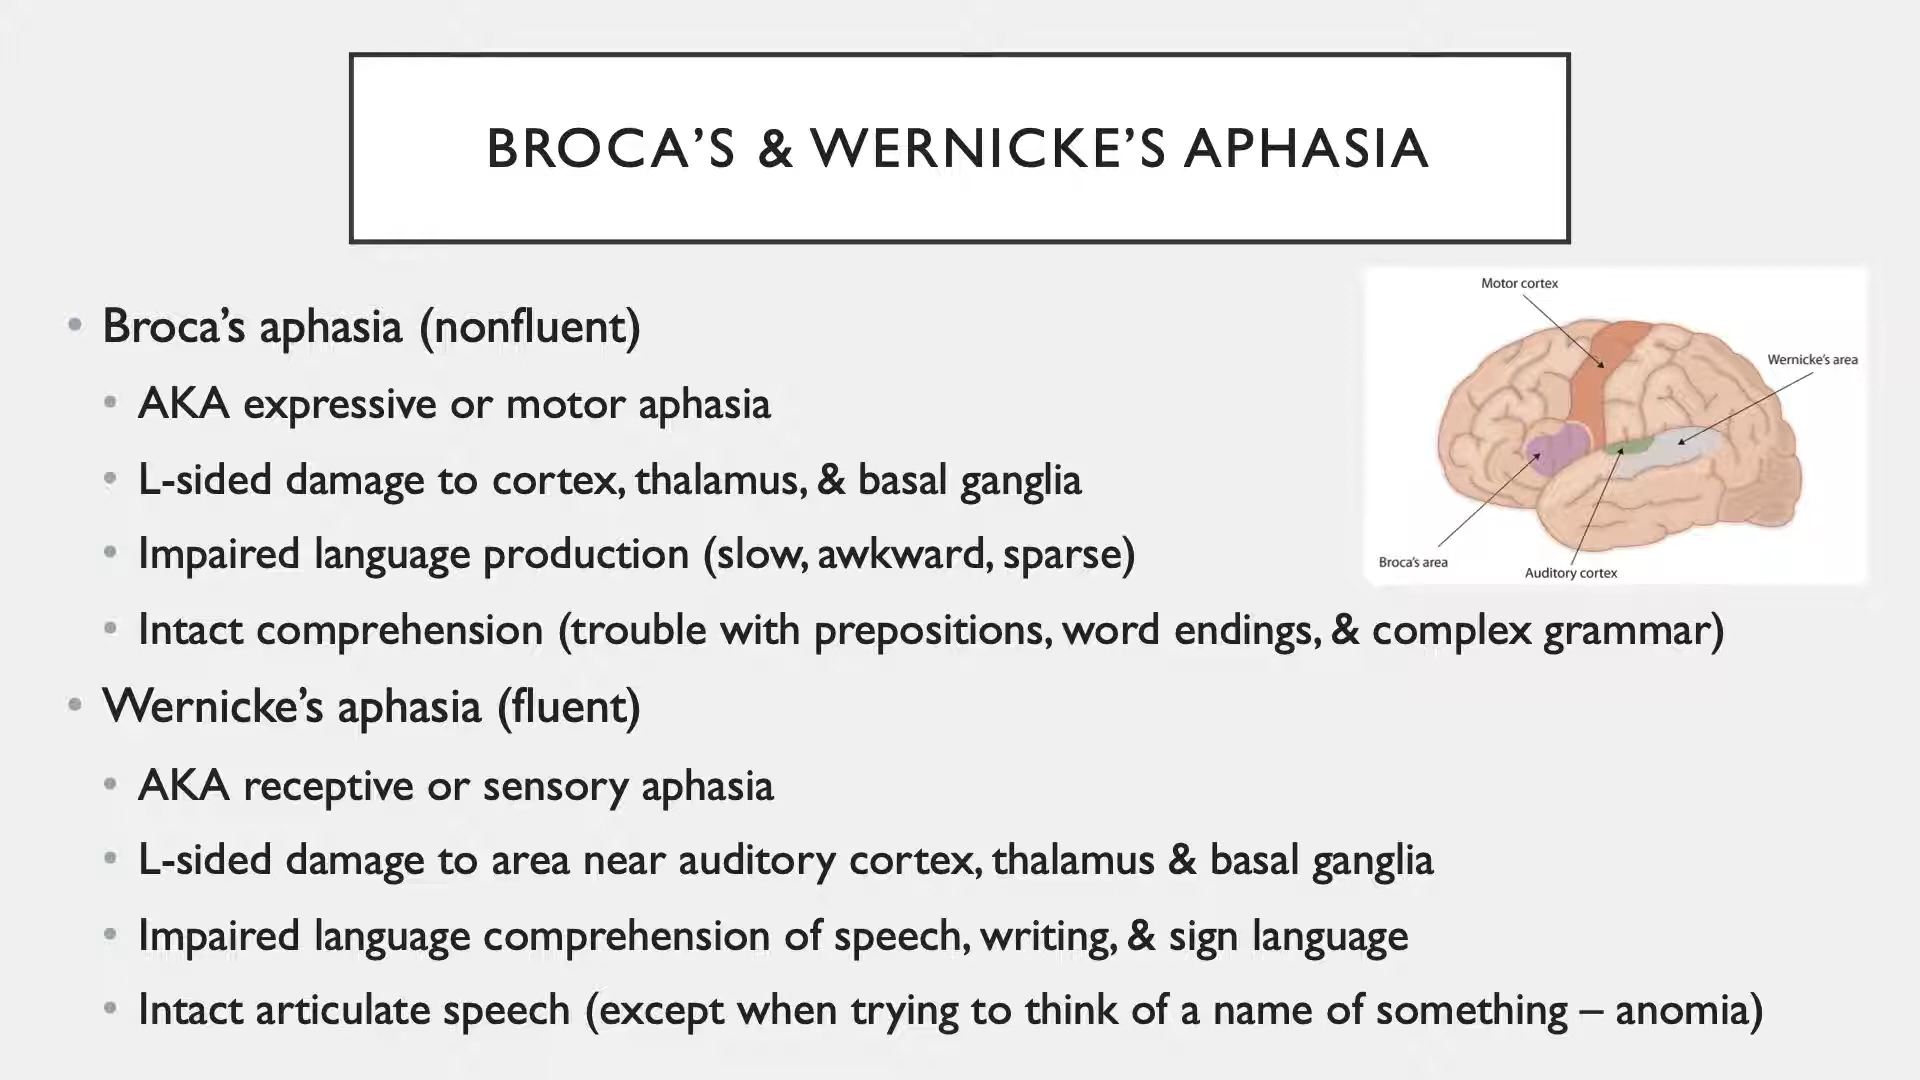 BROCA’S & WERNICKE’S APHASIA
• Broca’s aphasia (nonfluent)
• AKA expressive or motor aphasia
• L-sided damage to cortex, thalamus, & basal ganglia
• Impaired language production (slow, awkward, sparse)
• Intact comprehension (trouble with prepositions, word endings, & complex grammar)
• Wernicke’s aphasia (fluent)
• AKA receptive or sensory aphasia
• L-sided damage to area near auditory cortex, thalamus & basal ganglia
• Impaired language comprehension of speech, writing, & sign language
• Intact articulate speech (except when trying to think of a name of something – anomia)
Motor cortex
Wernicke’s area
Broca’s area
Auditory cortex